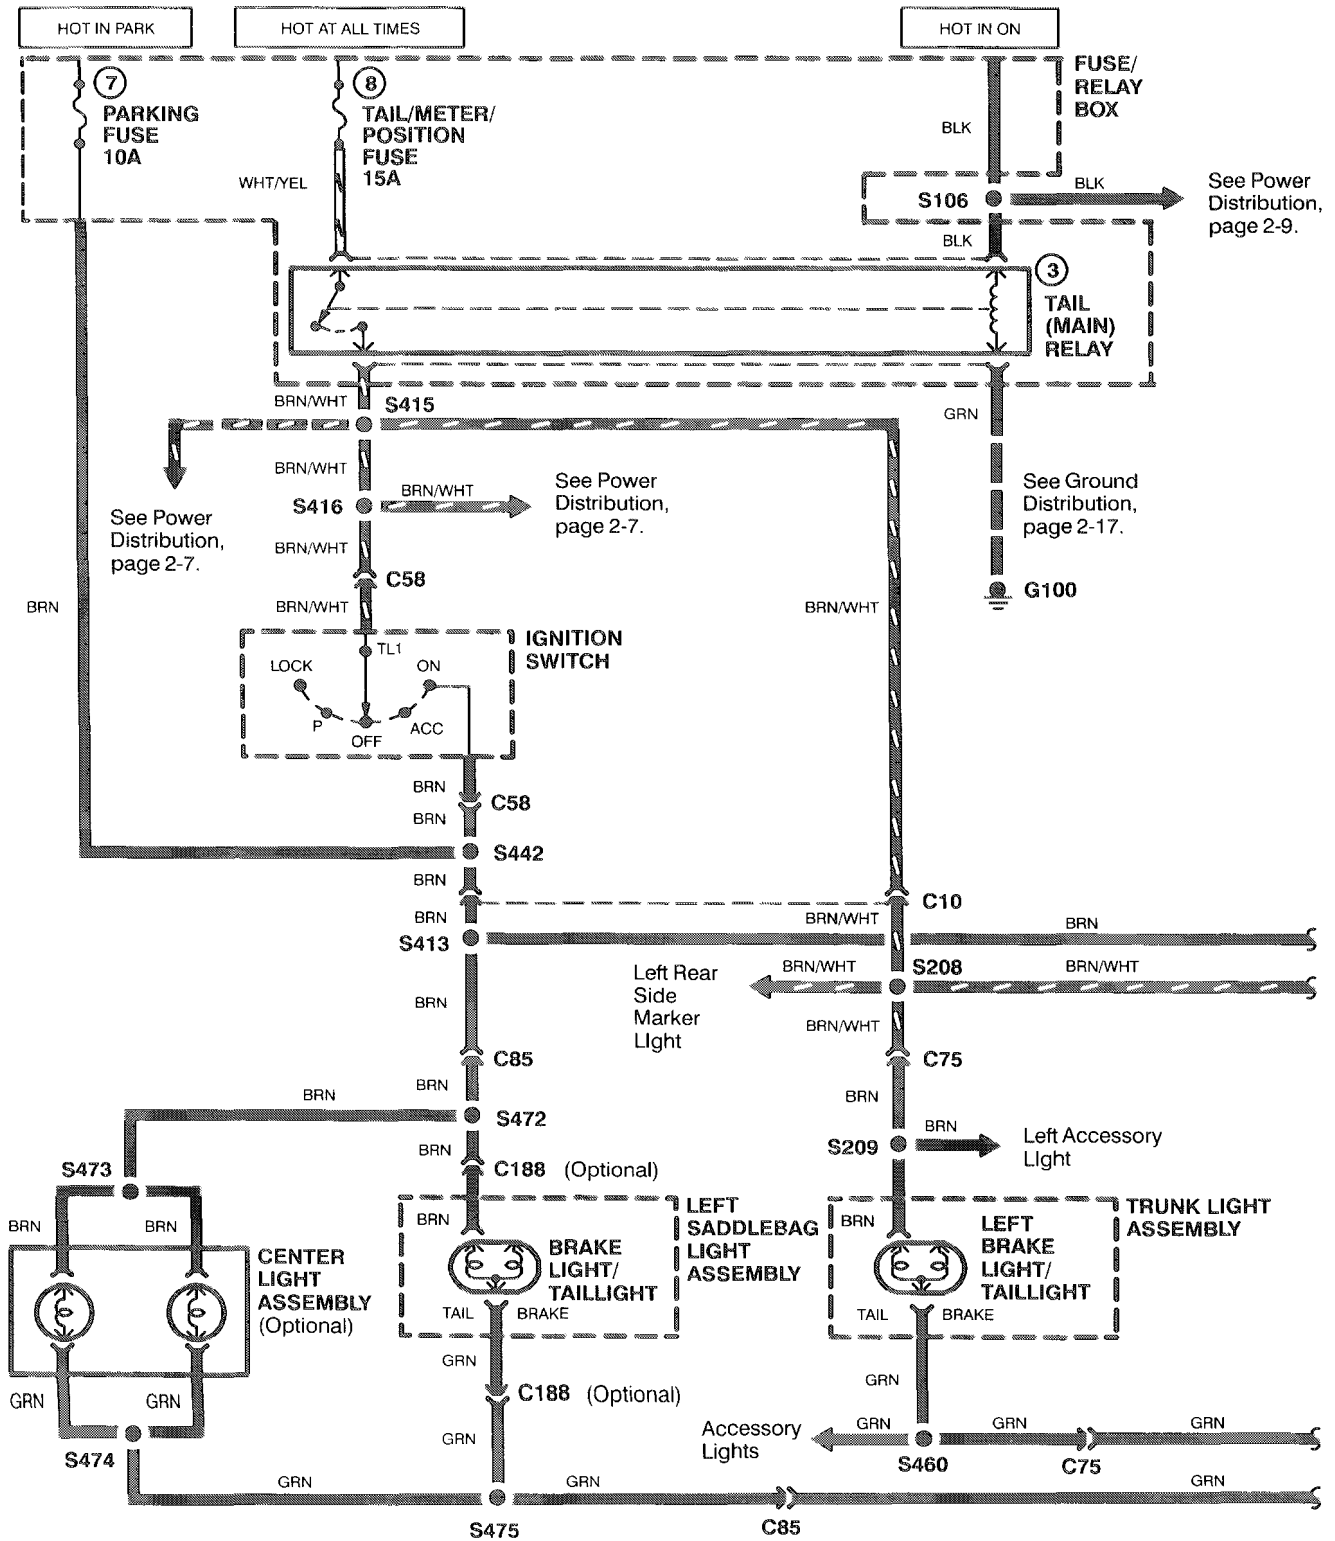 HOT IN PARK
HOT AT ALL TIMES
HOT IN ON
7
PARKING
FUSE
10A
8
TAIL/METER/
POSITION
FUSE
15A
FUSE/
RELAY
BOX
BLK
WHT/YEL
S106
BLK
See Power
Distribution,
page 2-9.
BLK
3
TAIL
(MAIN)
RELAY
BRN/WHT
S415
GRN
BRN/WHT
See Power
Distribution,
page 2-7.
S416
BRN/WHT
See Power
Distribution,
page 2-7.
See Ground
Distribution,
page 2-17.
BRN/WHT
C58
G100
BRN
BRN/WHT
BRN/WHT
IGNITION
SWITCH
TL1
LOCK
ON
P
OFF
ACC
BRN
C58
BRN
S442
BRN
C10
BRN
BRN/WHT
BRN
S413
Left Rear
Side
Marker
LIght
BRN/WHT
S208
BRN/WHT
BRN
BRN/WHT
C85
C75
BRN
BRN
BRN
S472
BRN
S209
Left Accessory
LIght
BRN
S473
C188 (Optional)
BRN
BRN
BRN
LEFT
SADDLEBAG
LIGHT
ASSEMBLY
BRN
TRUNK LIGHT
ASSEMBLY
CENTER
LIGHT
ASSEMBLY
(Optional)
BRAKE
LIGHT/
TAILLIGHT
LEFT
BRAKE
LIGHT/
TAILLIGHT
TAIL
BRAKE
TAIL
BRAKE
GRN
GRN
GRN
GRN
C188 (Optional)
GRN
S474
Accessory
Lights
GRN
GRN
GRN
S460
C75
GRN
GRN
S475
C85